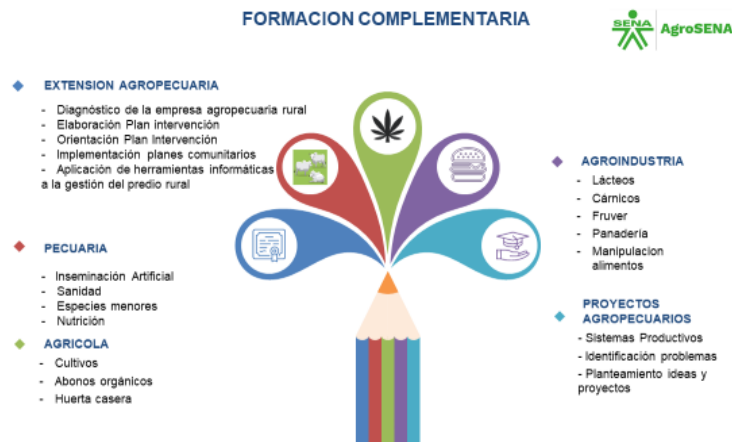 FORMACION COMPLEMENTARIA
SENA
AgroSENA
EXTENSION AGROPECUARIA
- Diagnóstico de la empresa agropecuaria rural
- Elaboración Plan intervención
- Orientación Plan Intervención
- Implementación planes comunitarios
- Aplicación de herramientas informáticas
a la gestión del predio rural
PECUARIA
- Inseminación Artificial
- Sanidad
- Especies menores
- Nutrición
AGRICOLA
- Cultivos
- Abonos orgánicos
- Huerta casera
AGROINDUSTRIA
- Lácteos
- Cárnicos
- Fruver
- Panadería
- Manipulacion
alimentos
PROYECTOS
AGROPECUARIOS
- Sistemas Productivos
- Identificación problemas
- Planteamiento ideas y
proyectos